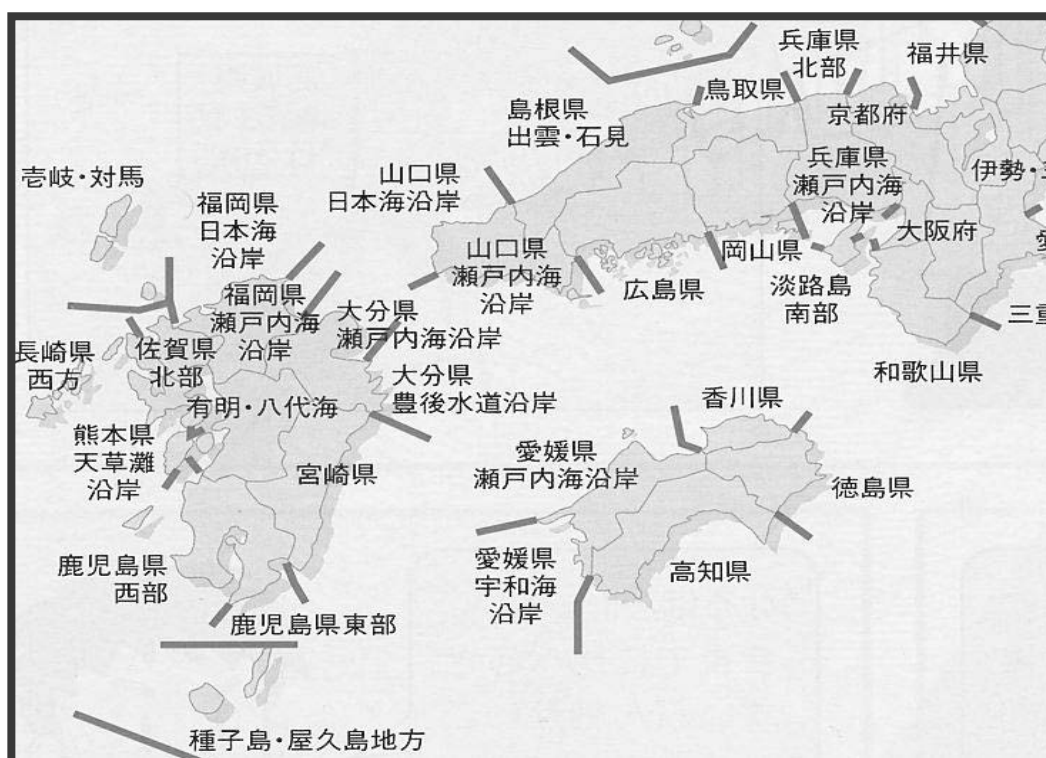 兵庫県
北部
福井県
鳥取県
京都府
島根県
出雲・石見
兵庫県
瀬戸内海
沿岸
伊勢・
壱岐・対馬
山口県
日本海沿岸
福岡県
日本海
沿岸
大阪府
山口県
瀬戸内海
沿岸
岡山県
広島県
淡路島
南部
福岡県
瀬戸内海
沿岸
大分県
瀬戸内海沿岸
三重
長崎県
西方
佐賀県
北部
和歌山県
大分県
豊後水道沿岸
香川県
有明・八代海
熊本県
天草灘
沿岸
宮崎県
愛媛県
瀬戸内海沿岸
徳島県
鹿児島県
西部
愛媛県
宇和海
沿岸
高知県
鹿児島県東部
種子島・屋久島地方